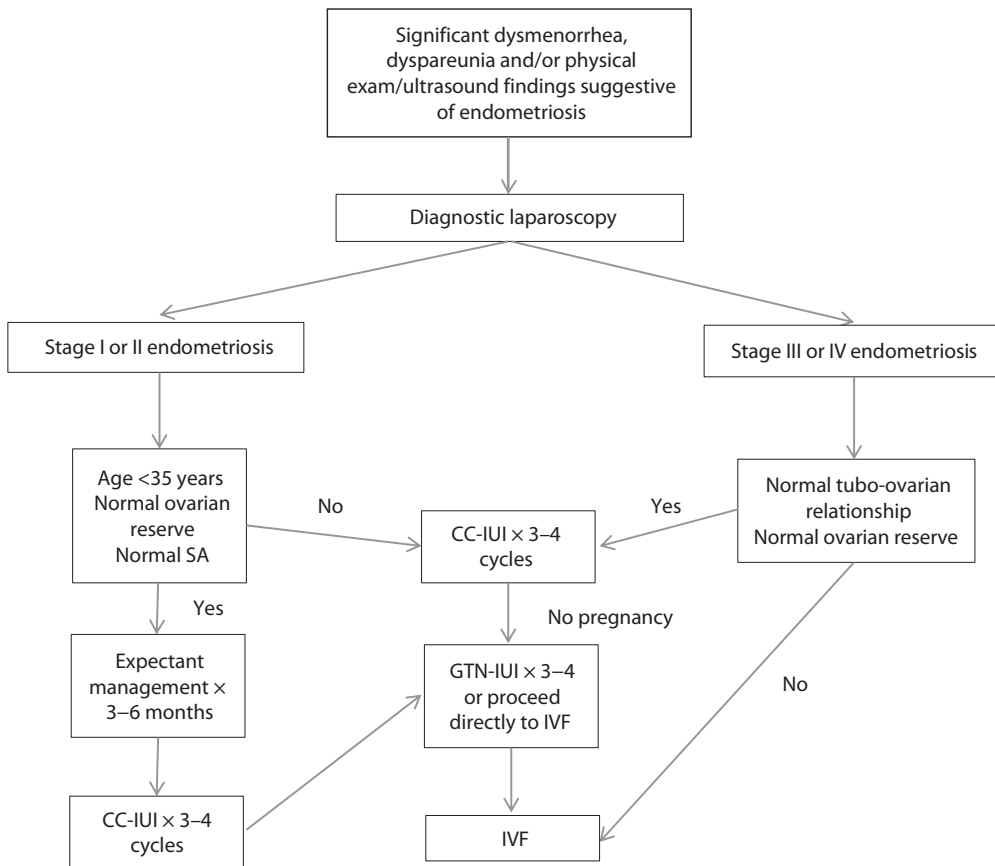 Significant dysmenorrhea,
dyspareunia and/or physical
exam/ultrasound findings suggestive
of endometriosis
Diagnostic laparoscopy
Stage I or II endometriosis
Stage III or IV endometriosis
Age <35 years
Normal ovarian
reserve
Normal SA
No
CC-IUI × 3–4
cycles
Yes
Normal tubo-ovarian
relationship
Normal ovarian reserve
Yes
No pregnancy
Expectant
management ×
3–6 months
GTN-IUI × 3–4
or proceed
directly to IVF
No
CC-IUI × 3–4
cycles
IVF